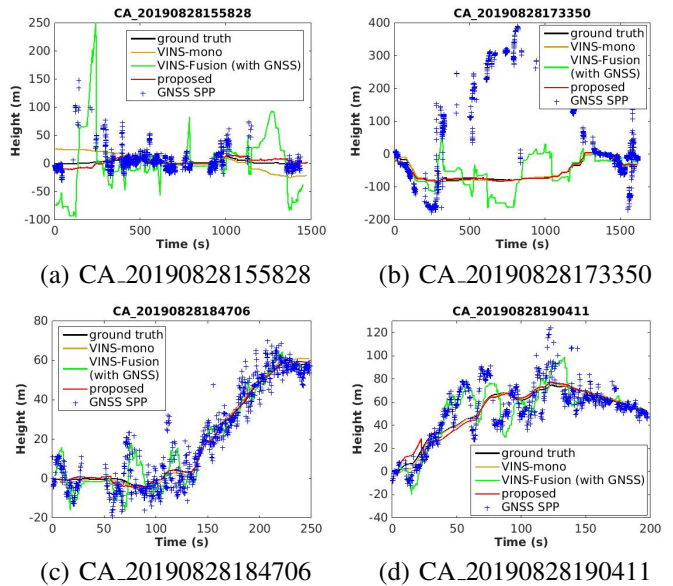 CA_20190828155828
ground truth
VINS-mono
VINS-Fusion (with GNSS)
proposed
GNSS SPP
Height (m)
250
200
150
100
50
0
-50
-100
0
500
1000
1500
Time (s)
(a) CA_20190828155828
CA_20190828173350
ground truth
VINS-mono
VINS-Fusion
(with GNSS)
proposed
GNSS SPP
Height (m)
400
300
200
100
0
-100
-200
0
500
1000
1500
Time (s)
(b) CA_20190828173350
CA_20190828184706
ground truth
VINS-mono
VINS-Fusion
(with GNSS)
proposed
GNSS SPP
Height (m)
80
60
40
20
0
-20
0
50
100
150
200
250
Time (s)
(c) CA_20190828184706
CA_20190828190411
ground truth
VINS-mono
VINS-Fusion (with GNSS)
proposed
GNSS SPP
Height (m)
120
100
80
60
40
20
0
-20
-40
0
50
100
150
200
Time (s)
(d) CA_20190828190411